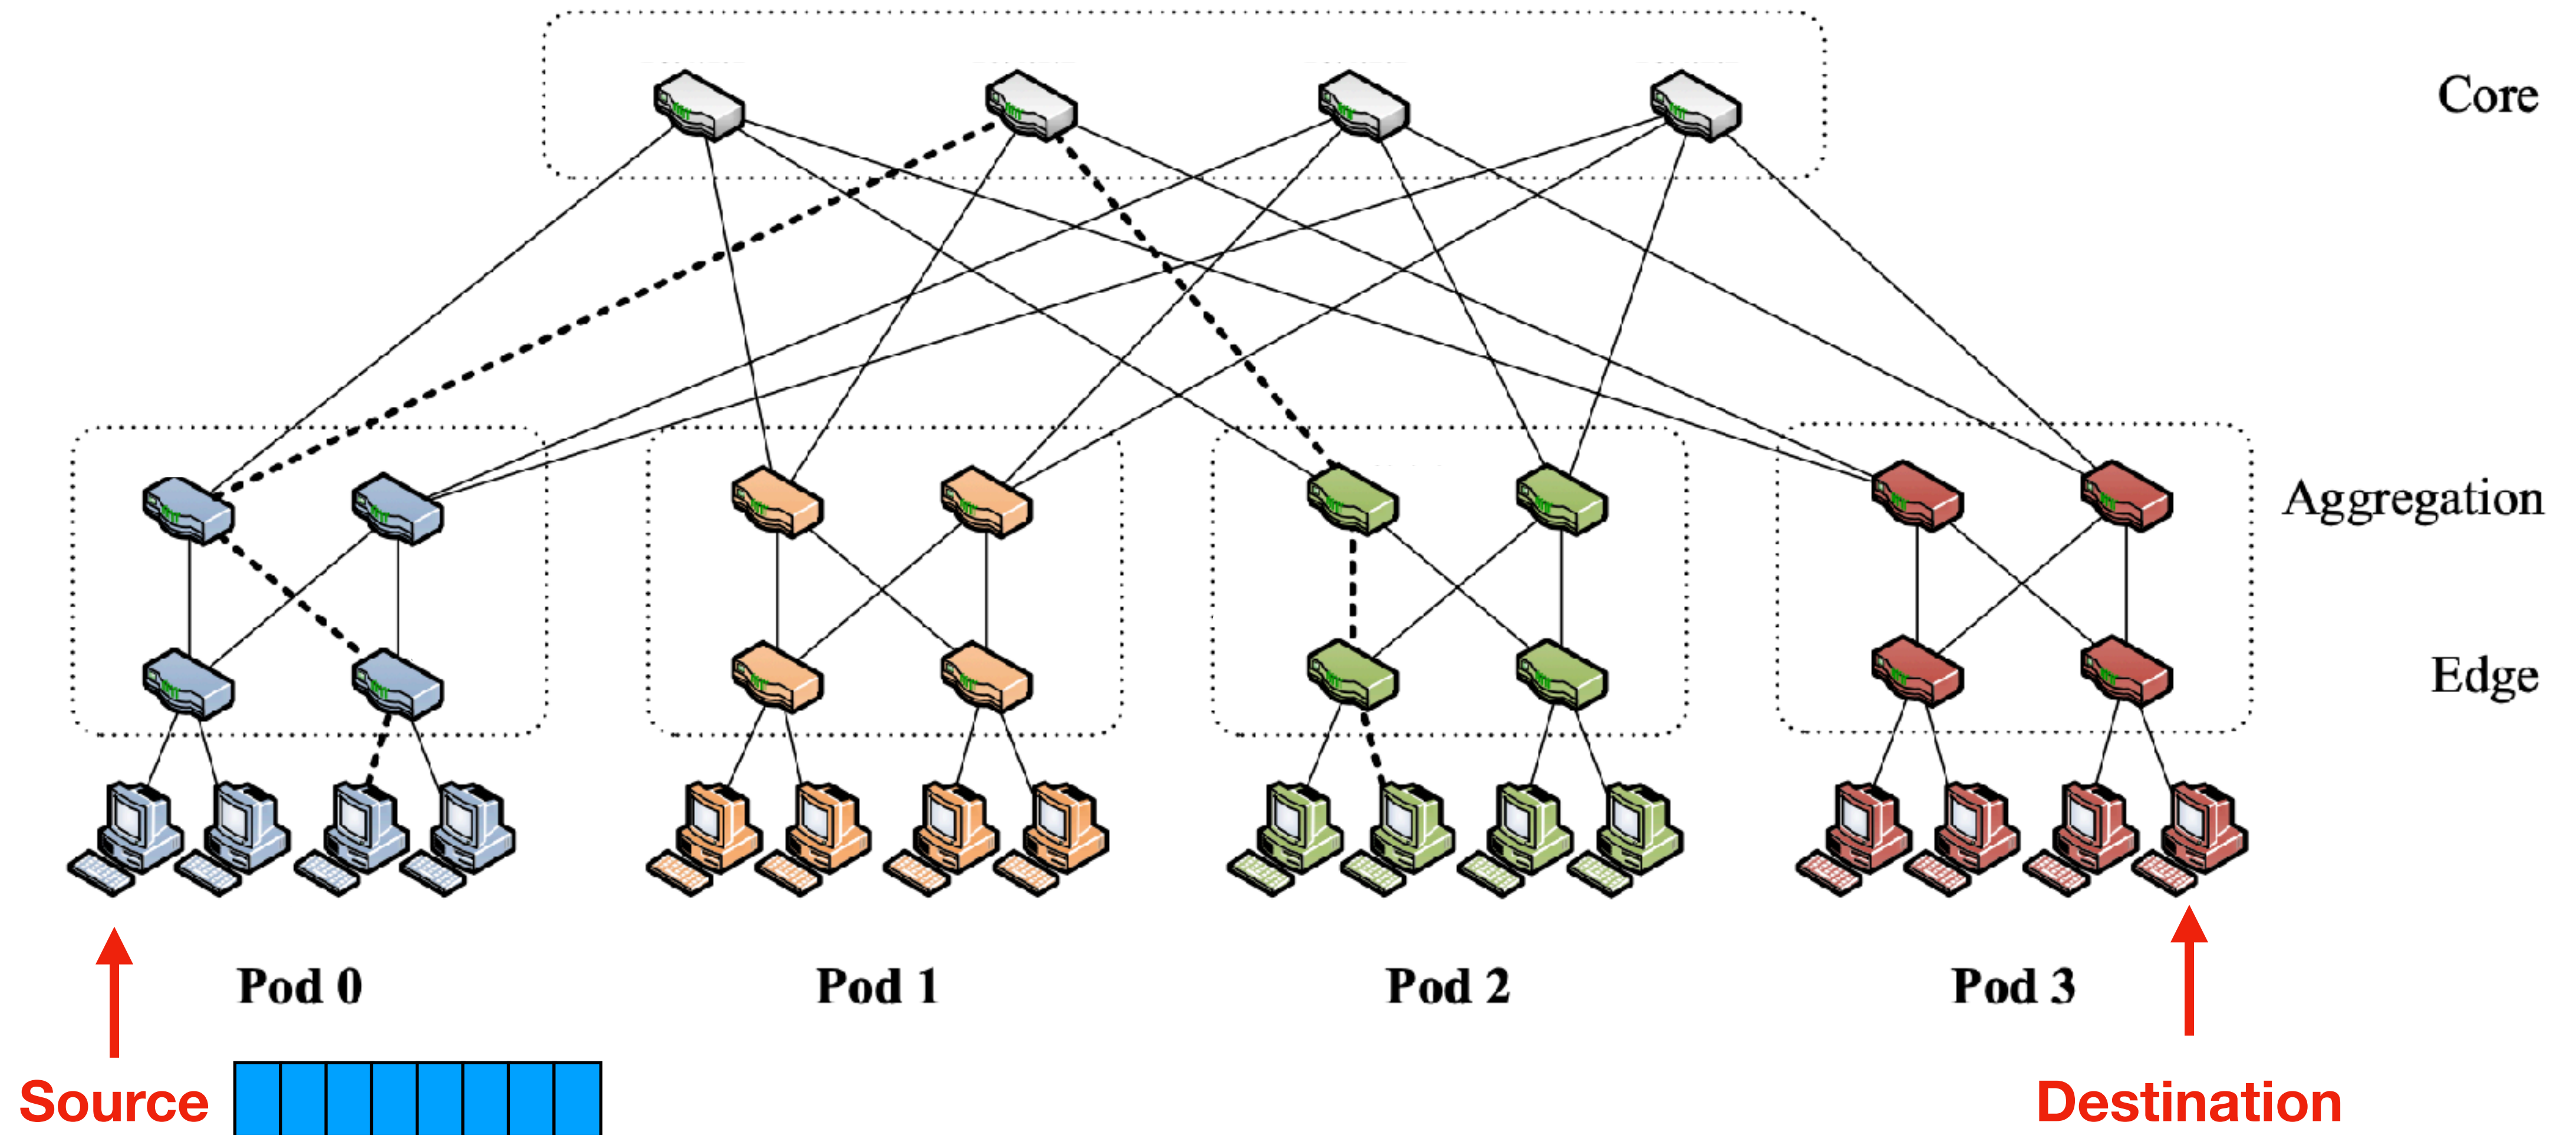 Core
Aggregation
Edge
Pod 0
Pod 1
Pod 2
Pod 3
Source
Destination